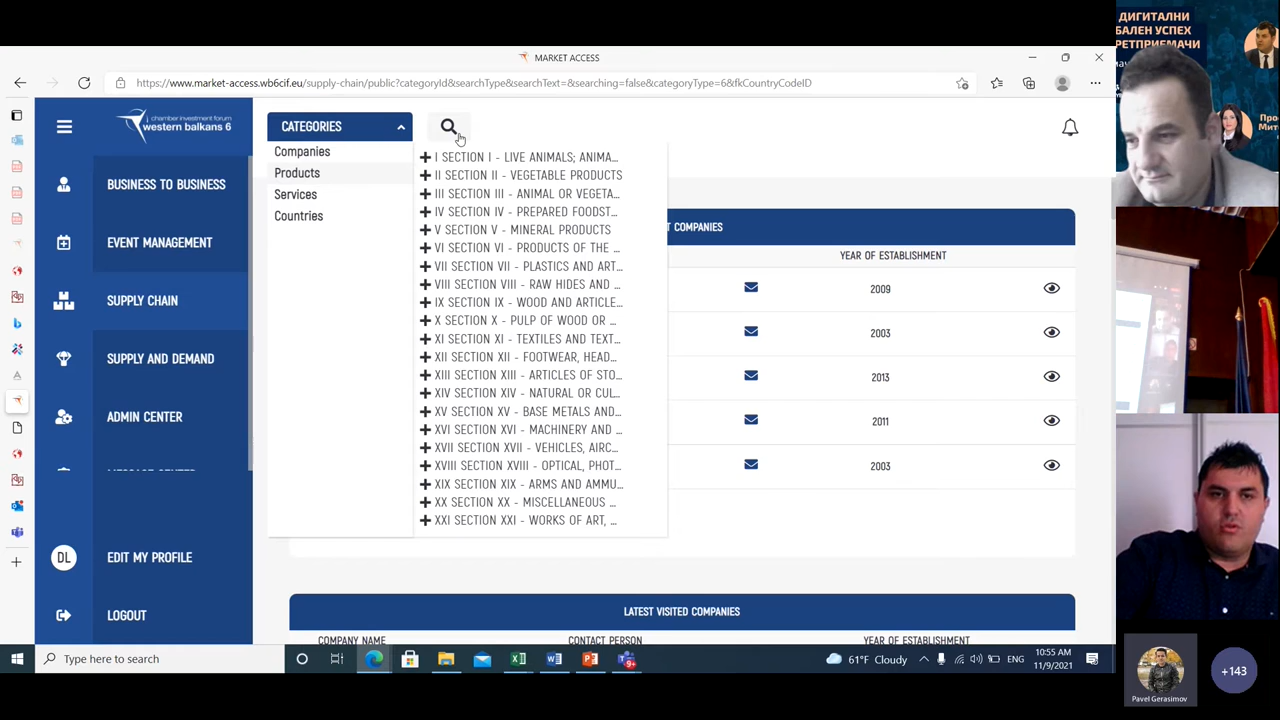 MARKET ACCESS
https://www.market-access.wb6cif.eu/supply-chain/public?categoryId&searchType&searchText=&searching=false&categoryType=6&fkCountryCodeID
chamber investment forum
western balkans 6
BUSINESS TO BUSINESS
EVENT MANAGEMENT
SUPPLY CHAIN
SUPPLY AND DEMAND
ADMIN CENTER
DL
EDIT MY PROFILE
LOGOUT
CATEGORIES
Companies
Products
Services
Countries
I SECTION I - LIVE ANIMALS; ANIMA...
II SECTION II - VEGETABLE PRODUCTS
III SECTION III - ANIMAL OR VEGETA...
IV SECTION IV - PREPARED FOODST...
V SECTION V - MINERAL PRODUCTS
VI SECTION VI - PRODUCTS OF THE ...
VII SECTION VII - PLASTICS AND ART...
VIII SECTION VIII - RAW HIDES AND ...
IX SECTION IX - WOOD AND ARTICLE...
X SECTION X - PULP OF WOOD OR ...
XI SECTION XI - TEXTILES AND TEXT...
XII SECTION XII - FOOTWEAR, HEAD...
XIII SECTION XIII - ARTICLES OF STO...
XIV SECTION XIV - NATURAL OR CUL...
XV SECTION XV - BASE METALS AND...
XVI SECTION XVI - MACHINERY AND ...
XVII SECTION XVII - VEHICLES, AIRC...
XVIII SECTION XVIII - OPTICAL, PHOT...
XIX SECTION XIX - ARMS AND AMMU...
XX SECTION XX - MISCELLANEOUS ...
XXI SECTION XXI - WORKS OF ART, ...
COMPANIES
YEAR OF ESTABLISHMENT
2009
2003
2013
2011
2003
LATEST VISITED COMPANIES
COMPANY NAME CONTACT PERSON YEAR OF ESTABLISHMENT
Type here to search
61°F Cloudy
ENG
10:55 AM
11/9/2021
ДИГИТАЛНИ
БАЛЕН УСПЕХ
РЕТПРИЕМАЧИ
Pavel Gerasimov
+143